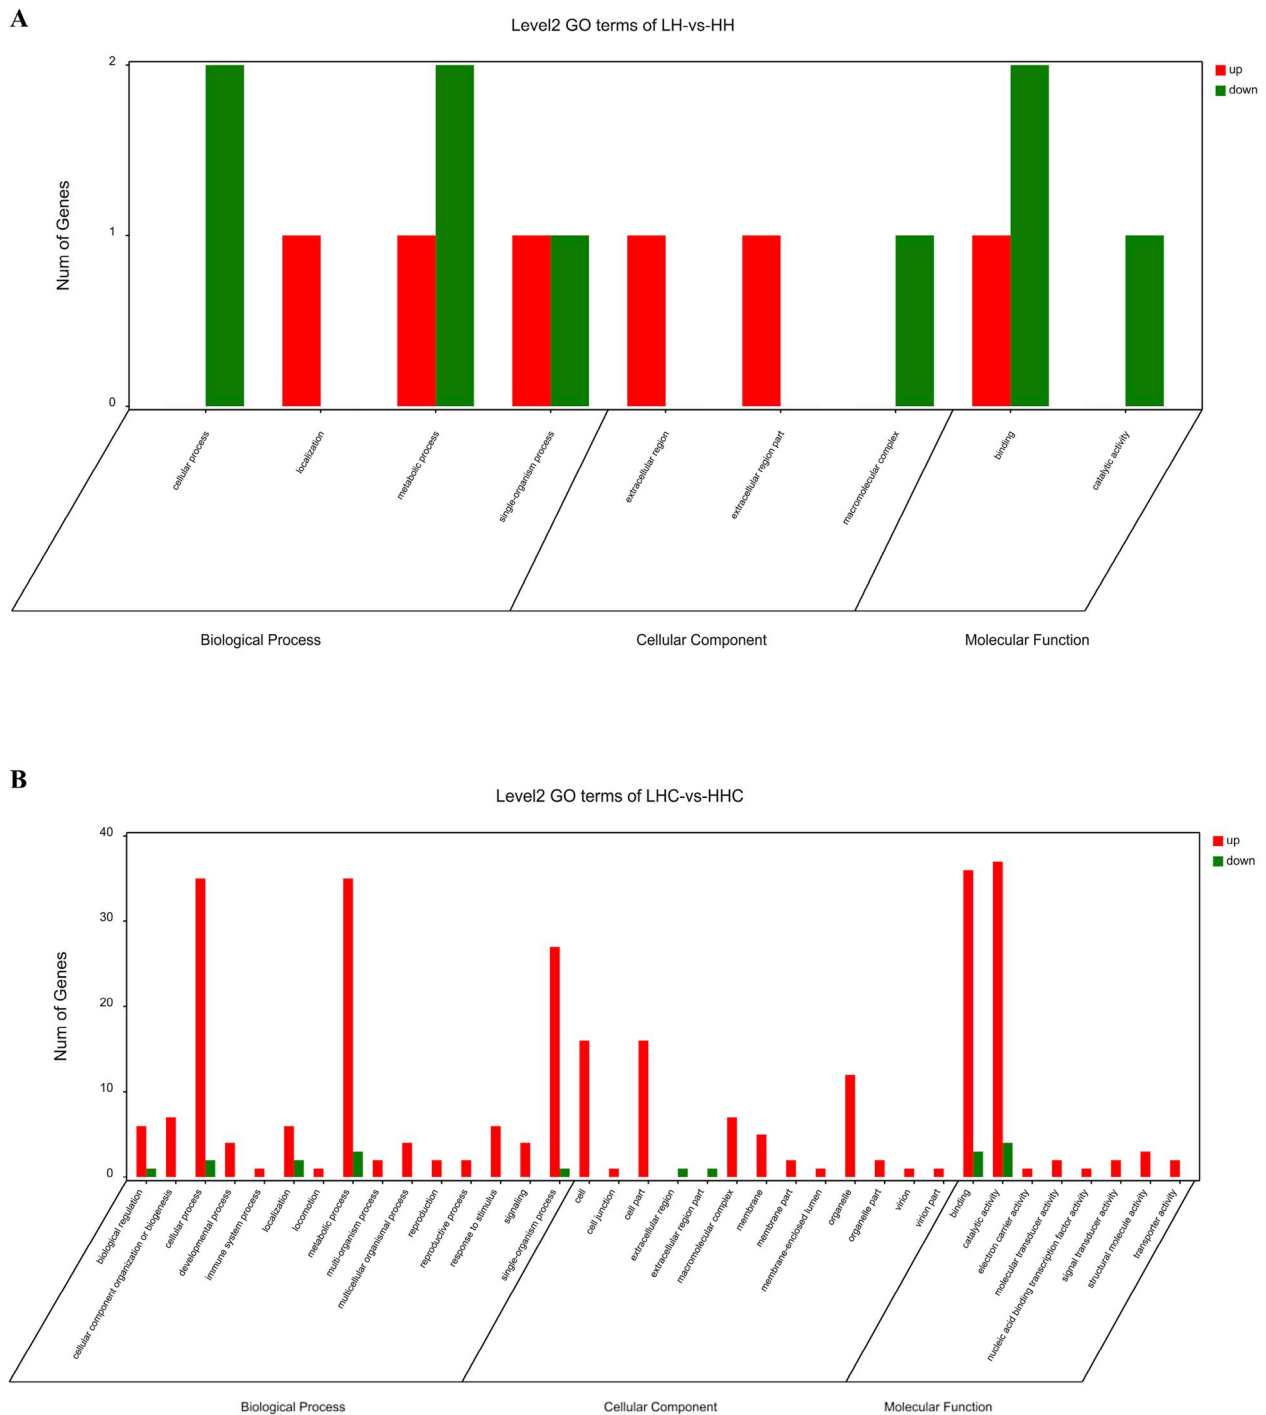 A
Level2 GO terms of LH-vs-HH
up
down
Num of Genes
2
1
0
cellular process
localization
metabolic process
single-organism process
extracellular region
extracellular region part
macromolecular complex
binding
catalytic activity
Biological Process
Cellular Component
Molecular Function
B
Level2 GO terms of LHC-vs-HHC
up
down
Num of Genes
40
30
20
10
0
biological regulation
cellular component organization or biogenesis
cellular process
developmental process
immune system process
localization
locomotion
metabolic process
multi-organism process
multicellular organismal process
reproduction
reproductive process
response to stimulus
signaling
single-organism process
cell
cell junction
cell part
extracellular region
extracellular region part
macromolecular complex
membrane
membrane part
membrane-enclosed lumen
organelle
organelle part
virion
virion part
binding
catalytic activity
electron carrier activity
molecular transducer activity
nucleic acid binding transcription factor activity
signal transducer activity
structural molecule activity
transporter activity
Biological Process
Cellular Component
Molecular Function